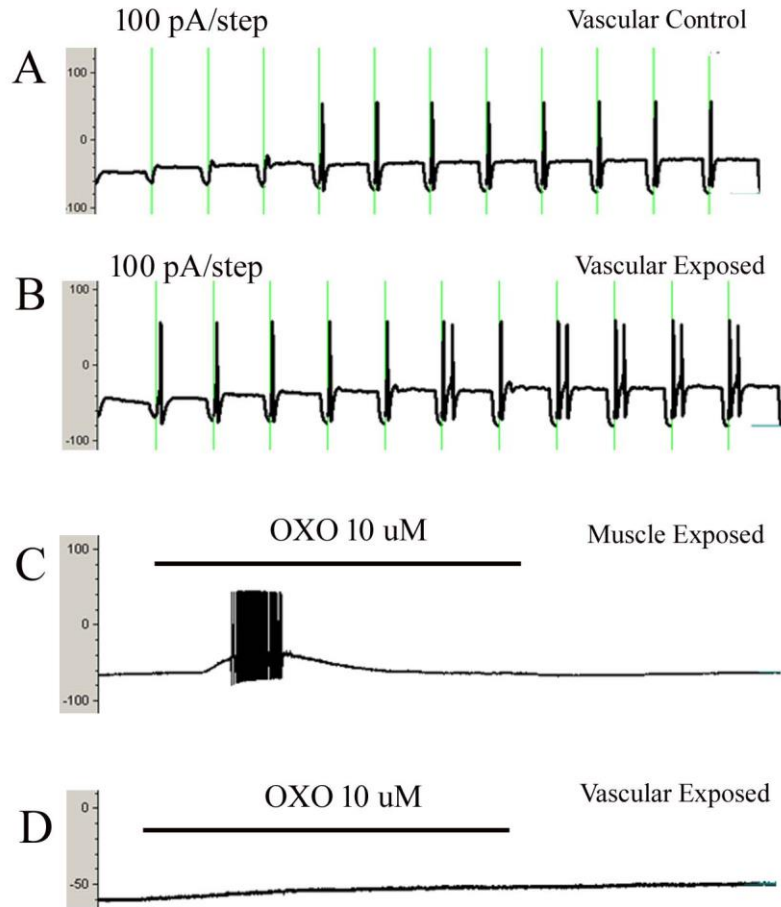 100 pA/step
Vascular Control
A
100
0
-100
100 pA/step
Vascular Exposed
B
100
0
-100
OXO 10 uM
Muscle Exposed
C
100
0
-100
OXO 10 uM
Vascular Exposed
D
0
-50